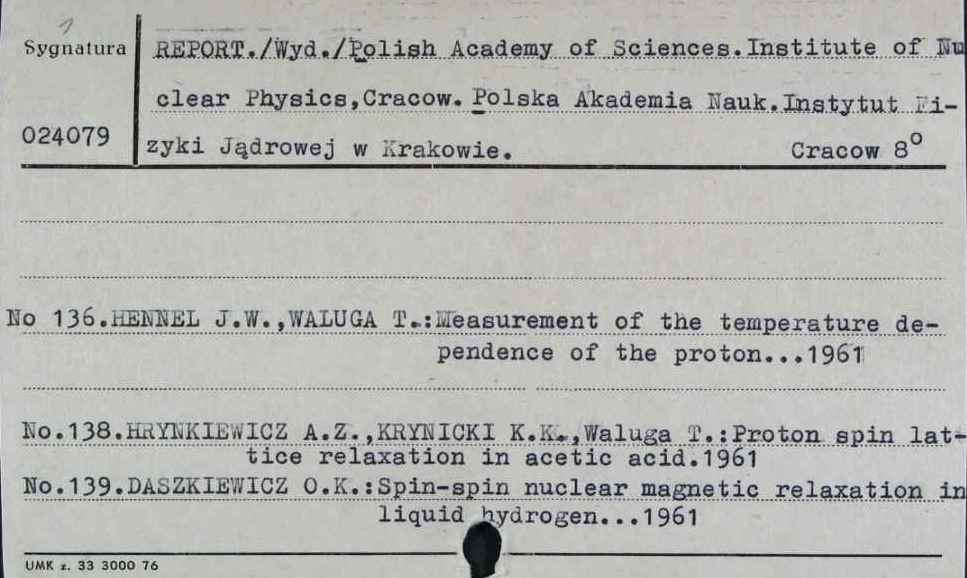 1
Sygnatura
REPORT./Wyd./Polish Academy of Sciences.Institute of Nu
clear Physics,Cracow. Polska Akademia Nauk.Instytut Fi-
024079
zyki Jądrowej w Krakowie. Cracow 8°
No 136.HENNEL J.W.,WALUGA T.:Measurement of the temperature de-
pendence of the proton...1961
No.138.HRYNKIEWICZ A.Z.,KRYNICKI K.K.,Waluga T.:Proton spin lat-
tice relaxation in acetic acid.1961
No.139.DASZKIEWICZ O.K.:Spin-spin nuclear magnetic relaxation in
liquid hydrogen...1961
UMK z. 33 3000 76